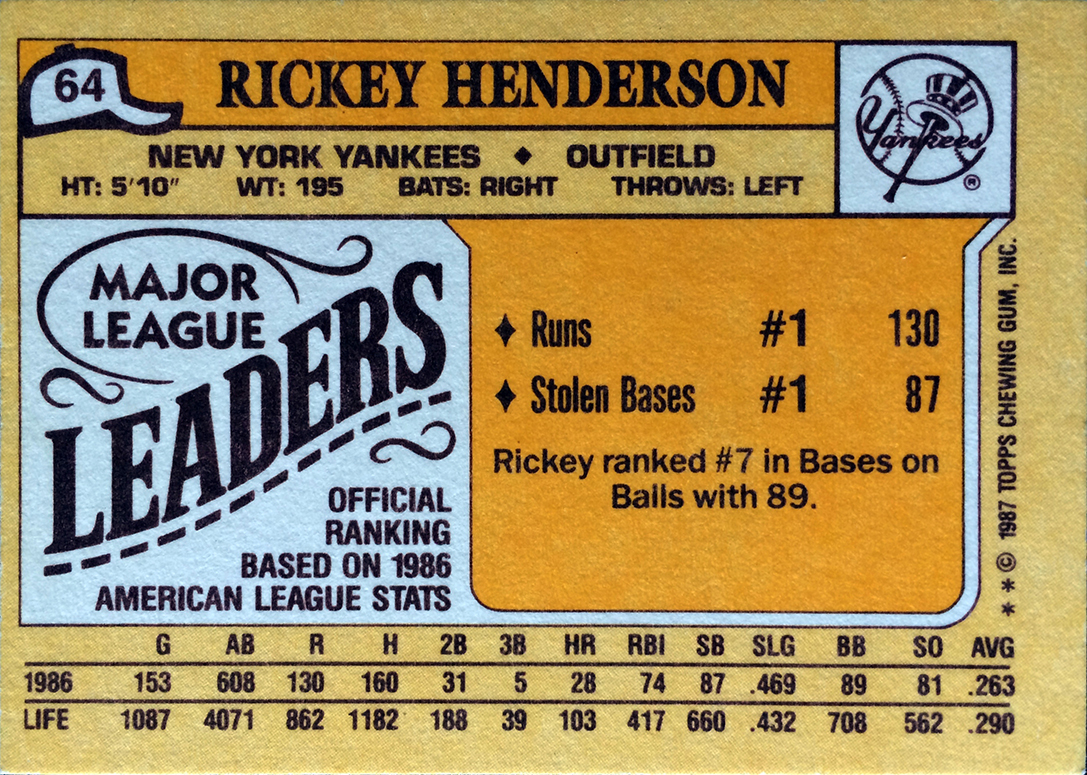 64
RICKEY HENDERSON
Yankees
®
NEW YORK YANKEES ♦ OUTFIELD
HT: 5'10" WT: 195 BATS: RIGHT THROWS: LEFT
MAJOR
LEAGUE
LEADERS
OFFICIAL
RANKING
BASED ON 1986
AMERICAN LEAGUE STATS
♦ Runs #1 130
♦ Stolen Bases #1 87
Rickey ranked #7 in Bases on
Balls with 89.
* * © 1987 TOPPS CHEWING GUM, INC.
G AB R H 2B 3B HR RBI SB SLG BB SO AVG
1986 153 608 130 160 31 5 28 74 87 .469 89 81 .263
LIFE 1087 4071 862 1182 188 39 103 417 660 .432 708 562 .290